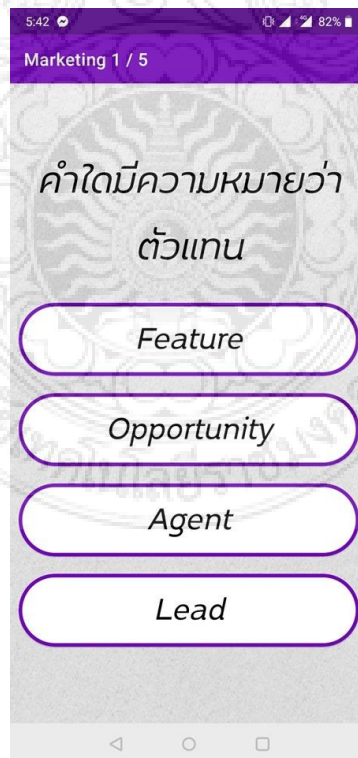 5:42 82%
Marketing 1 / 5
คำใดมีความหมายว่า
ตัวแทน
Feature
Opportunity
Agent
Lead